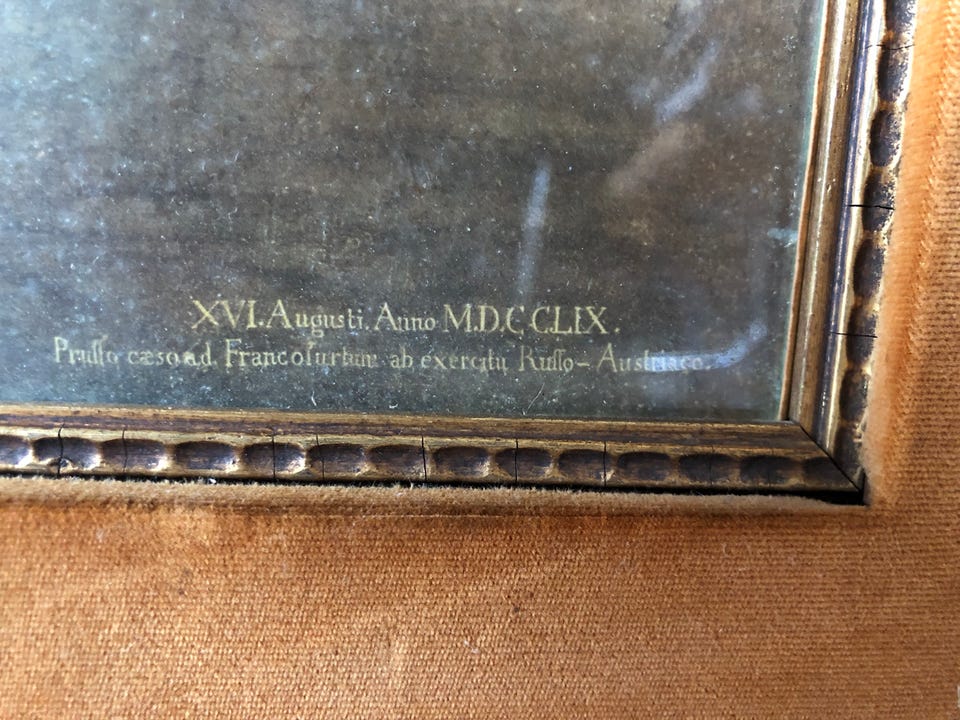 XVI. Augusti. Anno M.D.C.C.LIX.
Pruſſo cæso ad Francofurtum ab exercitu Ruſſo-Austriaco.